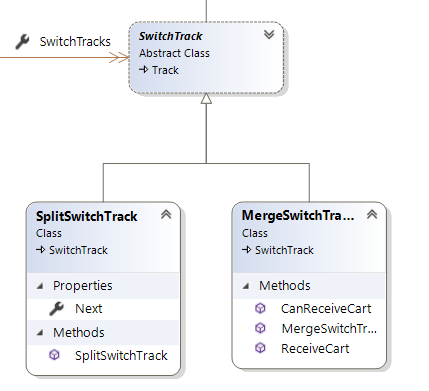 SwitchTracks
SwitchTrack
Abstract Class
Track
SplitSwitchTrack
Class
SwitchTrack
Properties
Next
Methods
SplitSwitchTrack
MergeSwitchTra...
Class
SwitchTrack
Methods
CanReceiveCart
MergeSwitchTr...
ReceiveCart